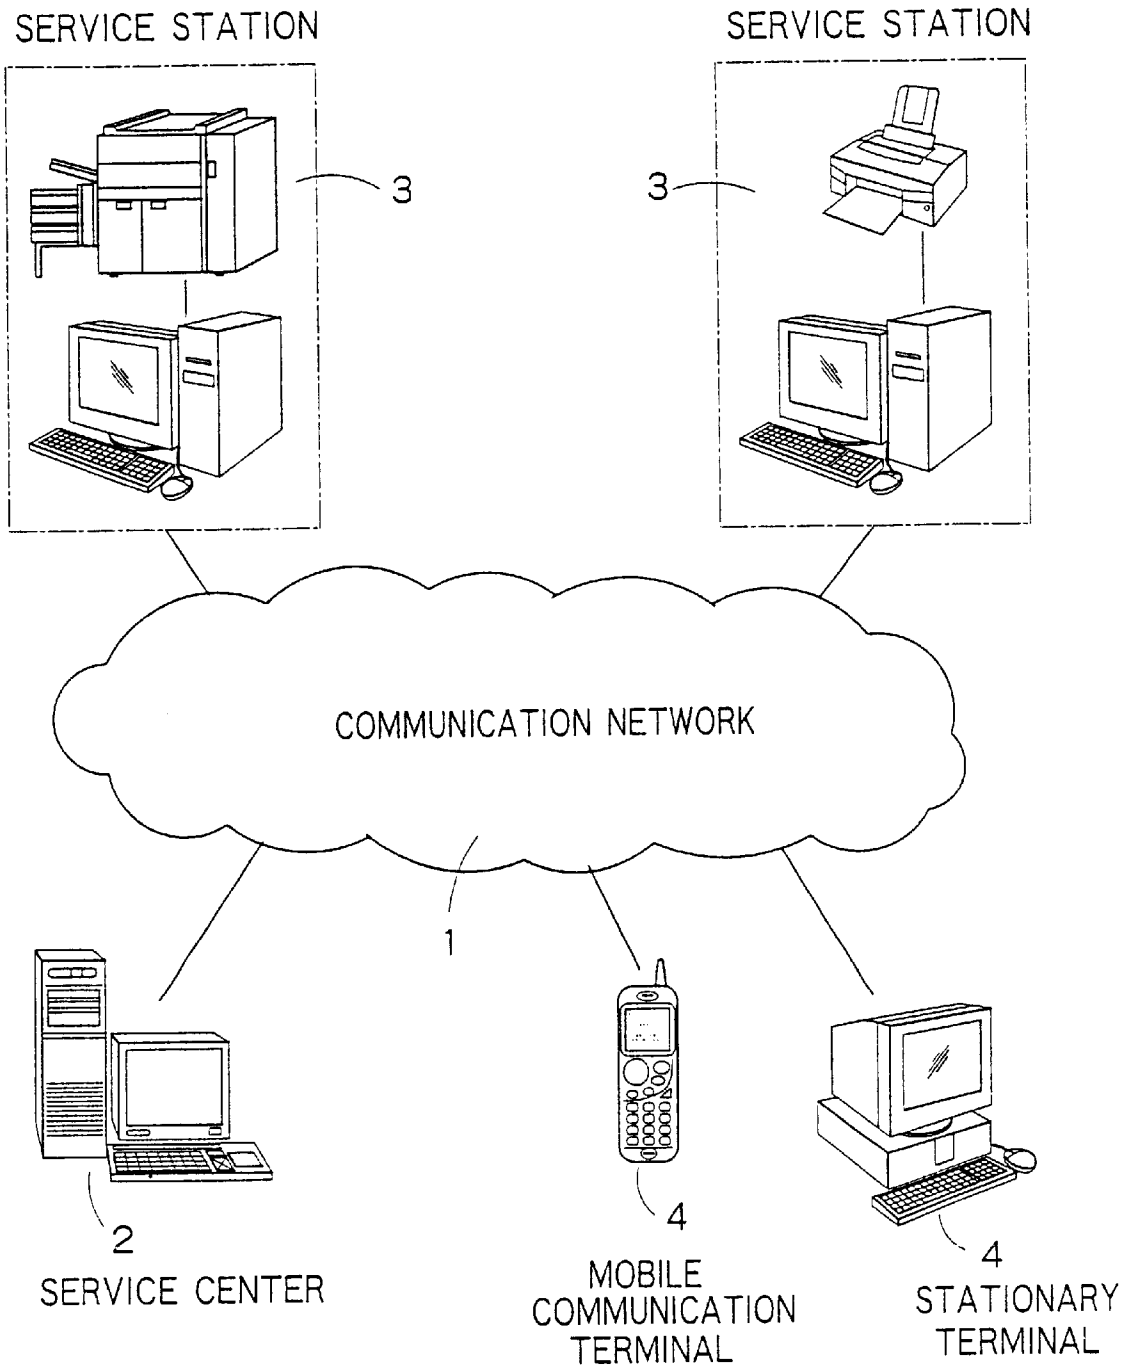 SERVICE STATION
SERVICE STATION
3
3
COMMUNICATION NETWORK
1
2
SERVICE CENTER
4
MOBILE
COMMUNICATION
TERMINAL
4
STATIONARY
TERMINAL